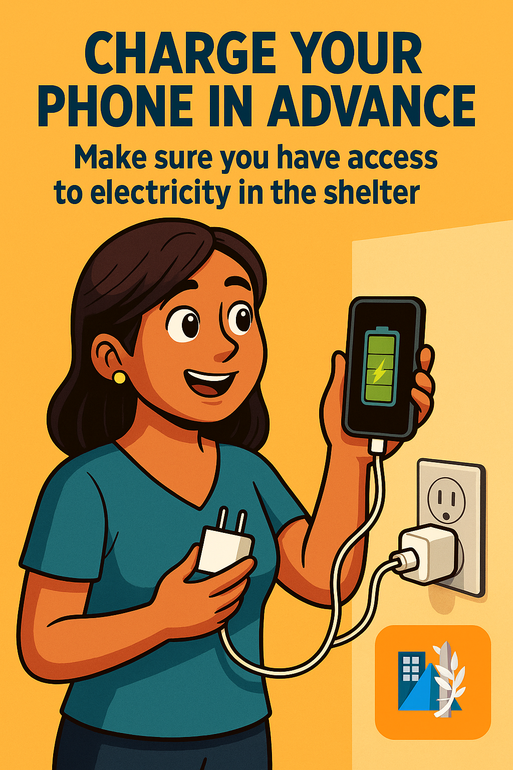 CHARGE YOUR
PHONE IN ADVANCE
Make sure you have access
to electricity in the shelter